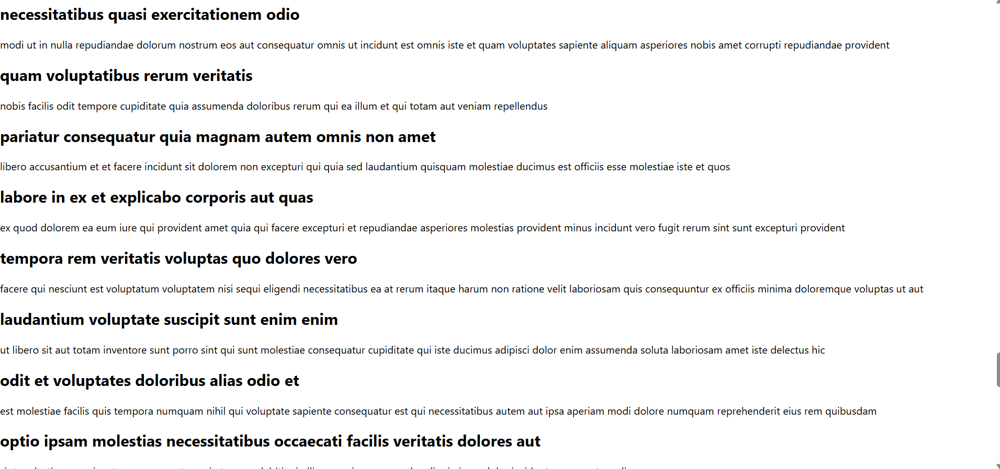 necessitatibus quasi exercitationem odio
modi ut in nulla repudiandae dolorum nostrum eos aut consequatur omnis ut incidunt est omnis iste et quam voluptates sapiente aliquam asperiores nobis amet corrupti repudiandae provident
quam voluptatibus rerum veritatis
nobis facilis odit tempore cupiditate quia assumenda doloribus rerum qui ea illum et qui totam aut veniam repellendus
pariatur consequatur quia magnam autem omnis non amet
libero accusantium et et facere incidunt sit dolorem non excepturi qui quia sed laudantium quisquam molestiae ducimus est officiis esse molestiae iste et quos
labore in ex et explicabo corporis aut quas
ex quod dolorem ea eum iure qui provident amet quia qui facere excepturi et repudiandae asperiores molestias provident minus incidunt vero fugit rerum sint sunt excepturi provident
tempora rem veritatis voluptas quo dolores vero
facere qui nesciunt est voluptatum voluptatem nisi sequi eligendi necessitatibus ea at rerum itaque harum non ratione velit laboriosam quis consequuntur ex officiis minima doloremque voluptas ut aut
laudantium voluptate suscipit sunt enim enim
ut libero sit aut totam inventore sunt porro sint qui sunt molestiae consequatur cupiditate qui iste ducimus adipisci dolor enim assumenda soluta laboriosam amet iste delectus hic
odit et voluptates doloribus alias odio et
est molestiae facilis quis tempora numquam nihil qui voluptate sapiente consequatur est qui necessitatibus autem aut ipsa aperiam modi dolore numquam reprehenderit eius rem quibusdam
optio ipsam molestias necessitatibus occaecati facilis veritatis dolores aut